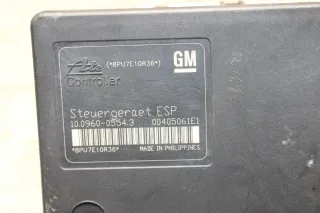 Ate
(*8PU7E10R36*)
GM
Controller
Steuergeraet ESP
10.0960-0554.3 00405061E1
*8PU7E10R36*
MADE IN PHILIPPINES